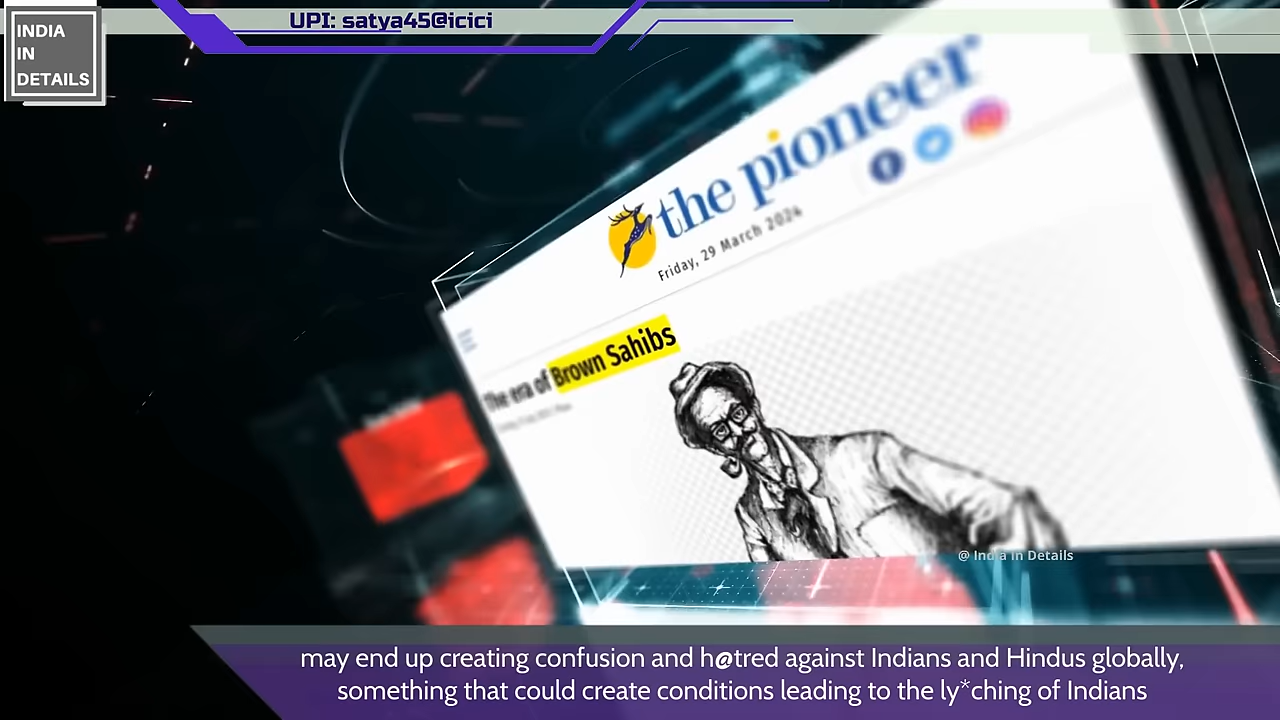 UPI: satya45@icici
INDIA
IN
DETAILS
the pioneer
Friday, 29 March 2024
The era of Brown Sahibs
@ India in Details
may end up creating confusion and h@tred against Indians and Hindus globally,
something that could create conditions leading to the ly*ching of Indians